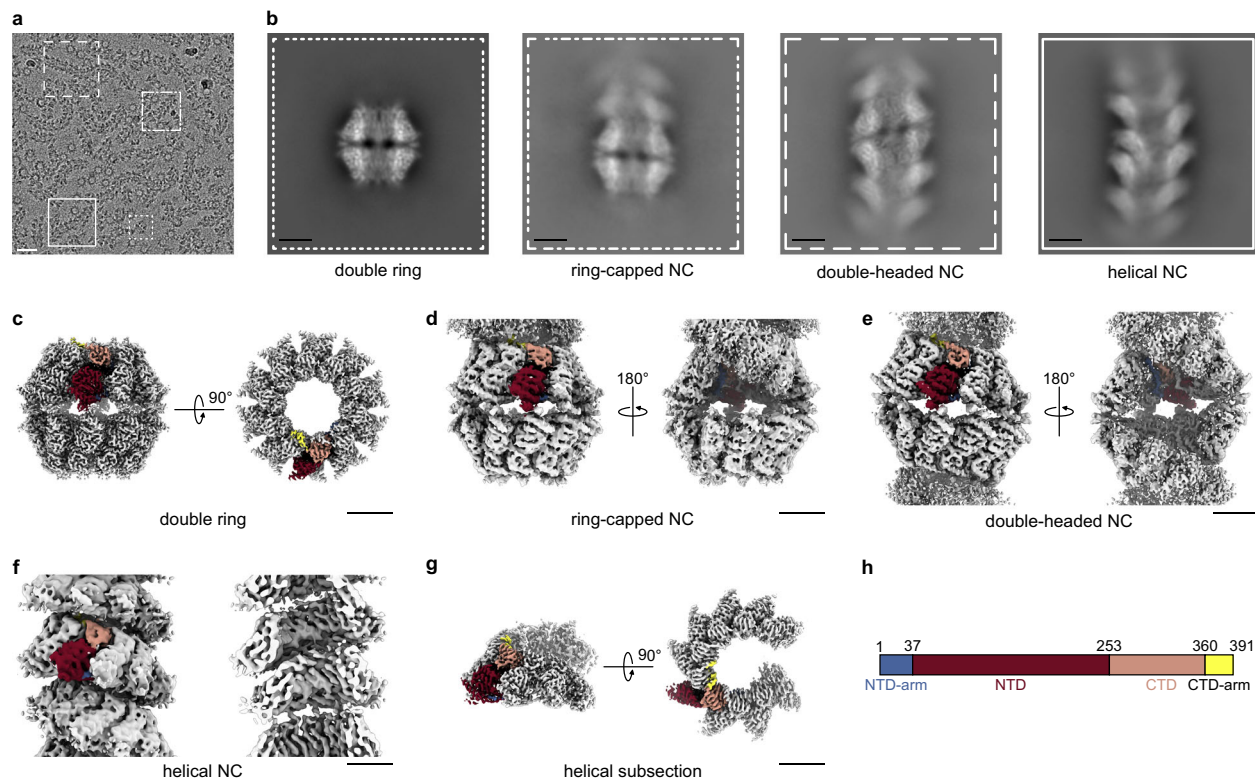 a
b
double ring
ring-capped NC
double-headed NC
helical NC
c
90°
double ring
d
180°
ring-capped NC
e
180°
double-headed NC
f
helical NC
g
90°
helical subsection
h
1 37 253 360 391
NTD-arm NTD CTD CTD-arm